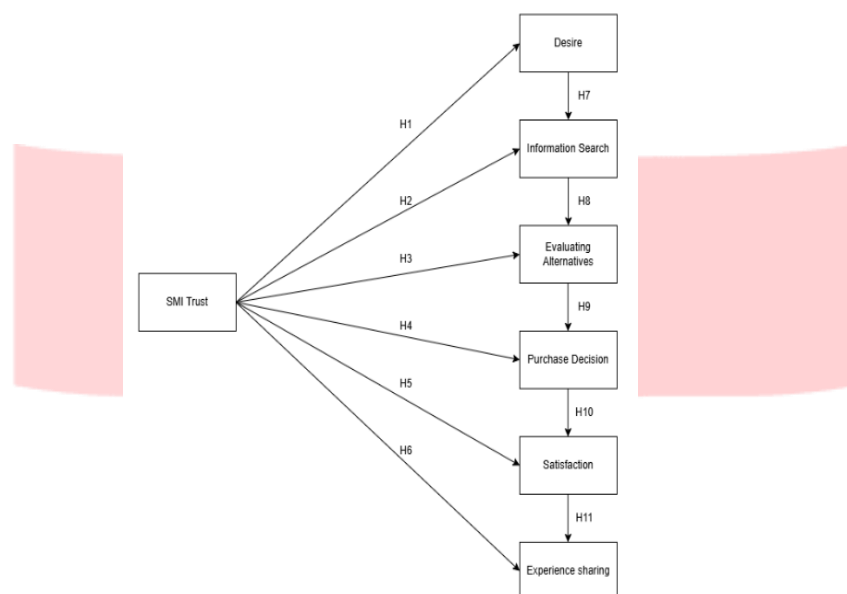 Desire
H7
H1
Information Search
H2
H8
Evaluating
Alternatives
H3
SMI Trust
H9
H4
Purchase Decision
H5
H10
H6
Satisfaction
H11
Experience sharing